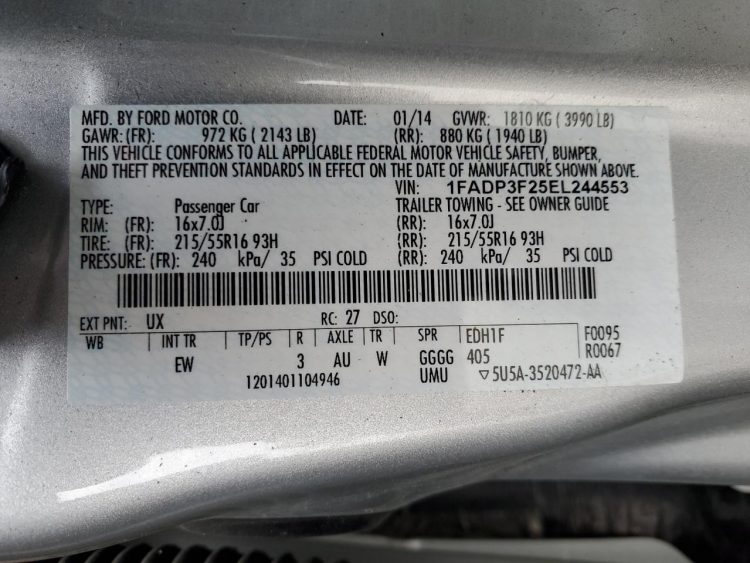 MFD. BY FORD MOTOR CO. DATE: 01/14 GVWR: 1810 KG ( 3990 LB)
GAWR: (FR): 972 KG ( 2143 LB) (RR): 880 KG ( 1940 LB)
THIS VEHICLE CONFORMS TO ALL APPLICABLE FEDERAL MOTOR VEHICLE SAFETY, BUMPER,
AND THEFT PREVENTION STANDARDS IN EFFECT ON THE DATE OF MANUFACTURE SHOWN ABOVE.
VIN: 1FADP3F25EL244553
TYPE: Passenger Car TRAILER TOWING - SEE OWNER GUIDE
RIM: (FR): 16x7.0J (RR): 16x7.0J
TIRE: (FR): 215/55R16 93H (RR): 215/55R16 93H
PRESSURE: (FR): 240 kPa/ 35 PSI COLD (RR): 240 kPa/ 35 PSI COLD
EXT PNT: UX RC: 27 DSO:
WB INT TR TP/PS R AXLE TR SPR EDH1F F0095
EW 3 AU W GGGG 405 R0067
1201401104946 UMU ▽5U5A-3520472-AA